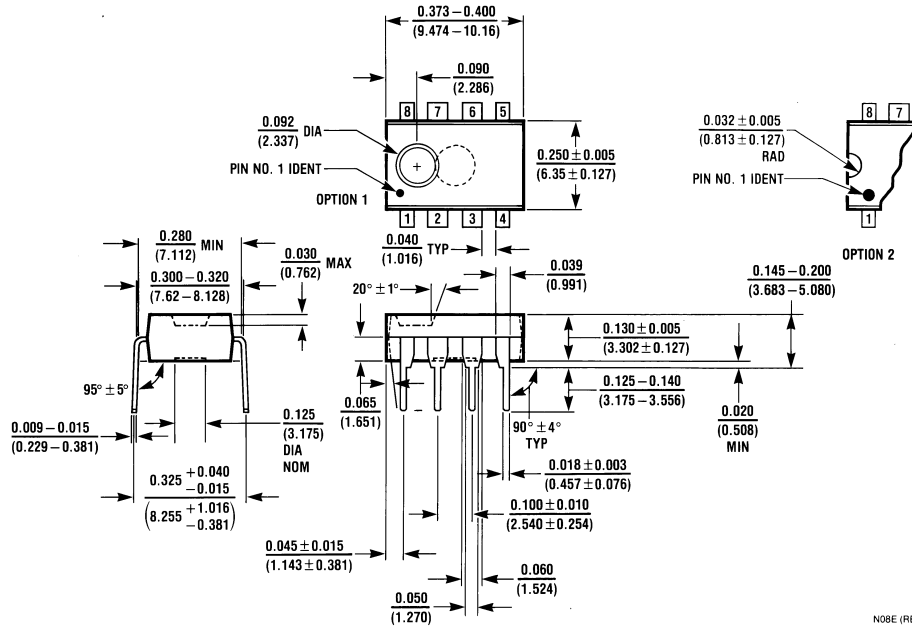 0.373–0.400
(9.474–10.16)
0.090
(2.286)
8 7 6 5
0.092 DIA
(2.337)
PIN NO. 1 IDENT
OPTION 1
0.250 ± 0.005
(6.35 ± 0.127)
1 2 3 4
8 7
0.032 ± 0.005
(0.813 ± 0.127)
RAD
PIN NO. 1 IDENT
1
OPTION 2
0.280 MIN
(7.112)
0.030 MAX
(0.762)
0.300–0.320
(7.62–8.128)
0.040 TYP
(1.016)
0.039
(0.991)
0.145–0.200
(3.683–5.080)
20° ± 1°
0.130 ± 0.005
(3.302 ± 0.127)
95° ± 5°
0.065
(1.651)
0.125–0.140
(3.175–3.556)
0.020
(0.508)
MIN
90° ± 4°
TYP
0.009–0.015
(0.229–0.381)
0.125
(3.175)
DIA
NOM
0.018 ± 0.003
(0.457 ± 0.076)
0.325 +0.040
−0.015
(8.255 +1.016
−0.381)
0.100 ± 0.010
(2.540 ± 0.254)
0.045 ± 0.015
(1.143 ± 0.381)
0.060
(1.524)
0.050
(1.270)
N08E (RE